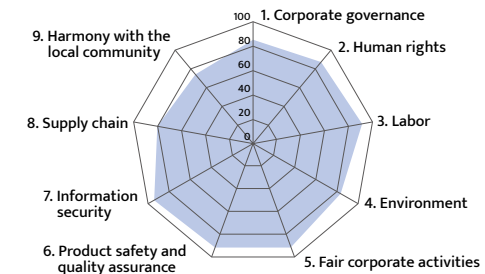 100
1. Corporate governance
80
60
40
20
0
2. Human rights
3. Labor
4. Environment
5. Fair corporate activities
6. Product safety and
quality assurance
7. Information
security
8. Supply chain
9. Harmony with the
local community